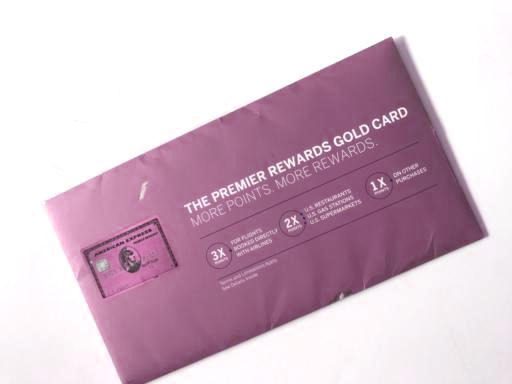 THE PREMIER REWARDS GOLD CARD
MORE POINTS. MORE REWARDS.
3X
POINTS
FOR FLIGHTS
BOOKED DIRECTLY
WITH AIRLINES
2X
POINTS
U.S. RESTAURANTS
U.S. GAS STATIONS
U.S. SUPERMARKETS
1X
POINTS
ON OTHER
PURCHASES
Terms and Limitations Apply.
See Details Inside
AMERICAN EXPRESS